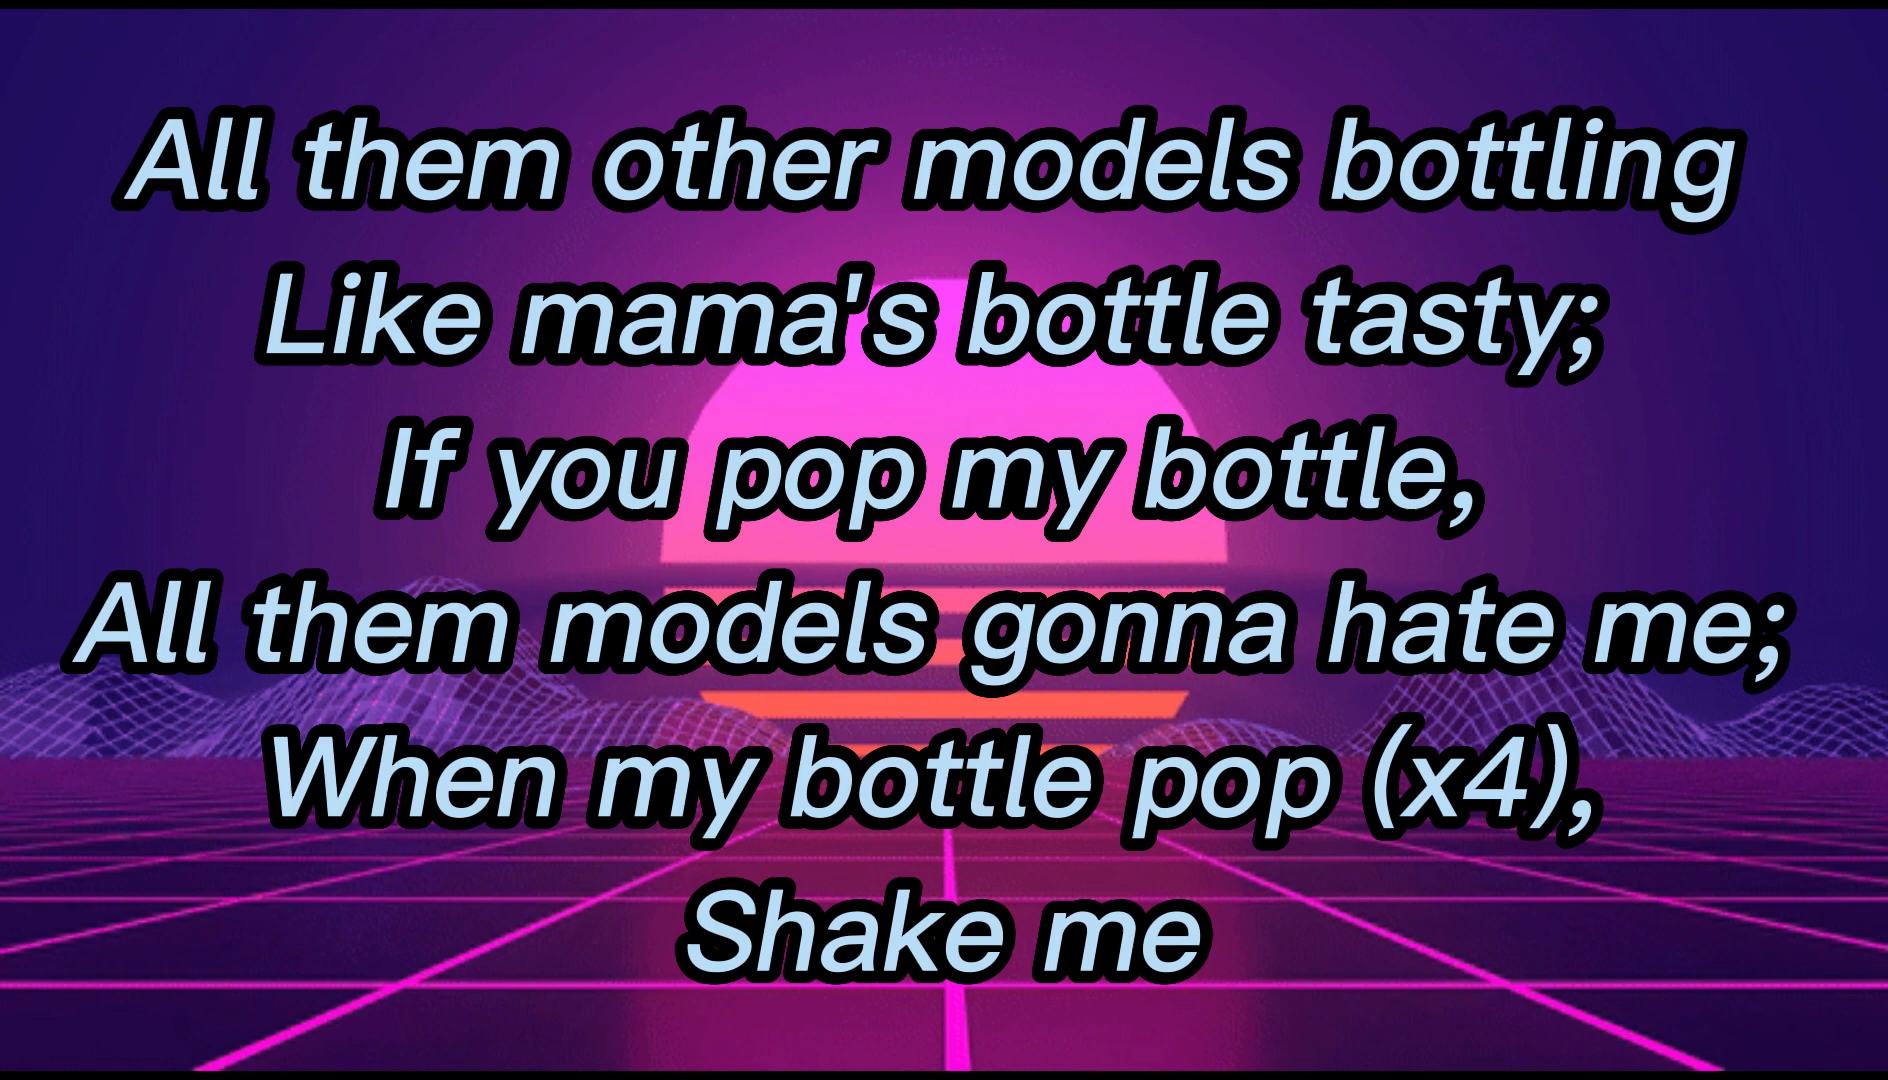 All them other models bottling
Like mama's bottle tasty;
If you pop my bottle,
All them models gonna hate me;
When my bottle pop (x4),
Shake me